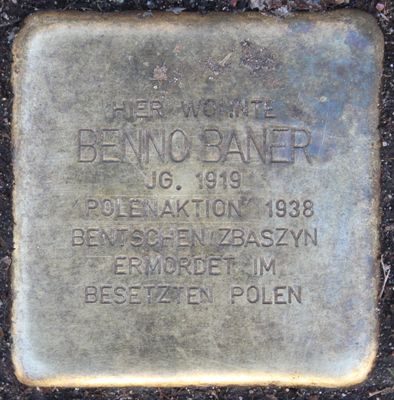 HIER WOHNTE
BENNO BANER
JG. 1919
"POLENAKTION" 1938
BENTSCHEN/ZBASZYN
ERMORDET IM
BESETZTEN POLEN